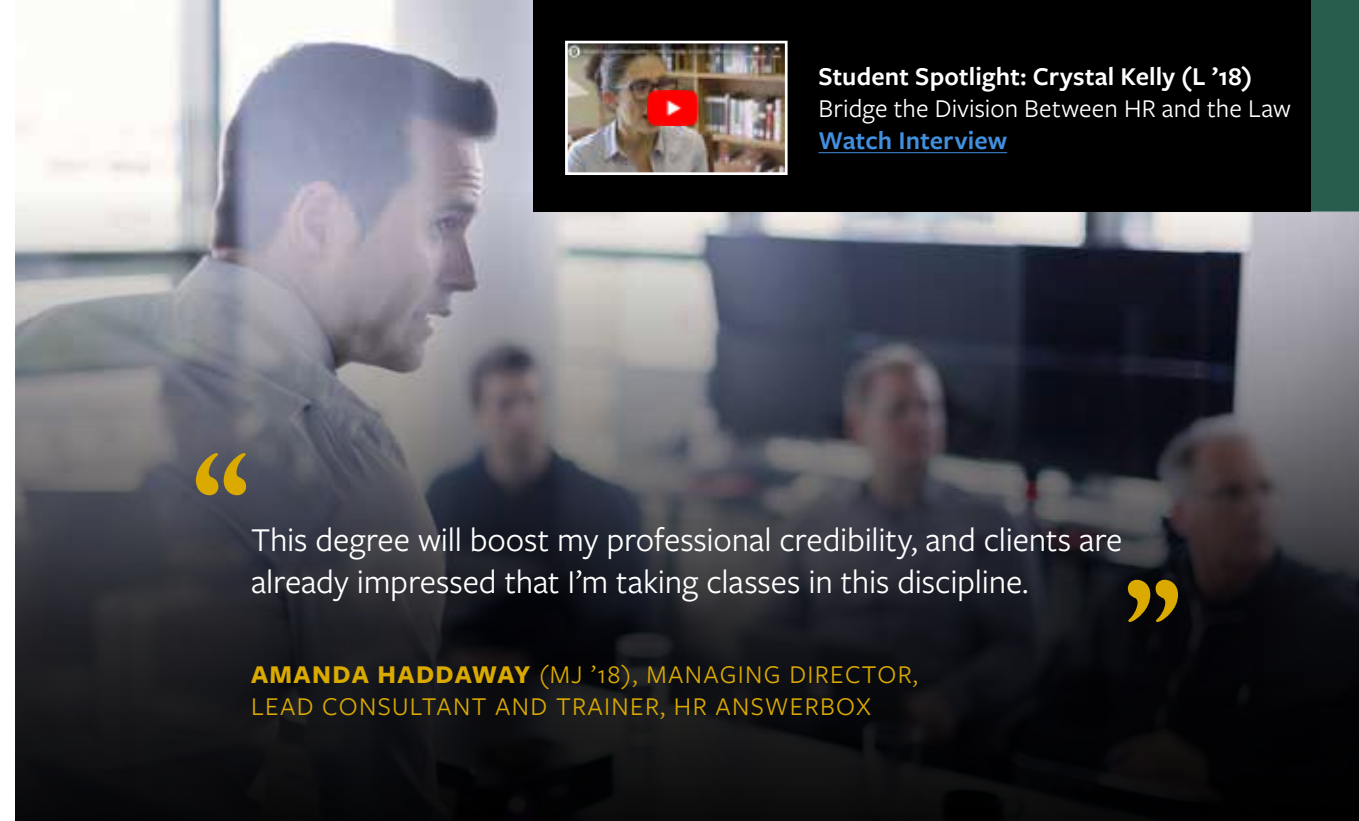 Student Spotlight: Crystal Kelly (L ’18)
Bridge the Division Between HR and the Law
Watch Interview
“
This degree will boost my professional credibility, and clients are
already impressed that I’m taking classes in this discipline.
”
AMANDA HADDAWAY (MJ ’18), MANAGING DIRECTOR,
LEAD CONSULTANT AND TRAINER, HR ANSWERBOX